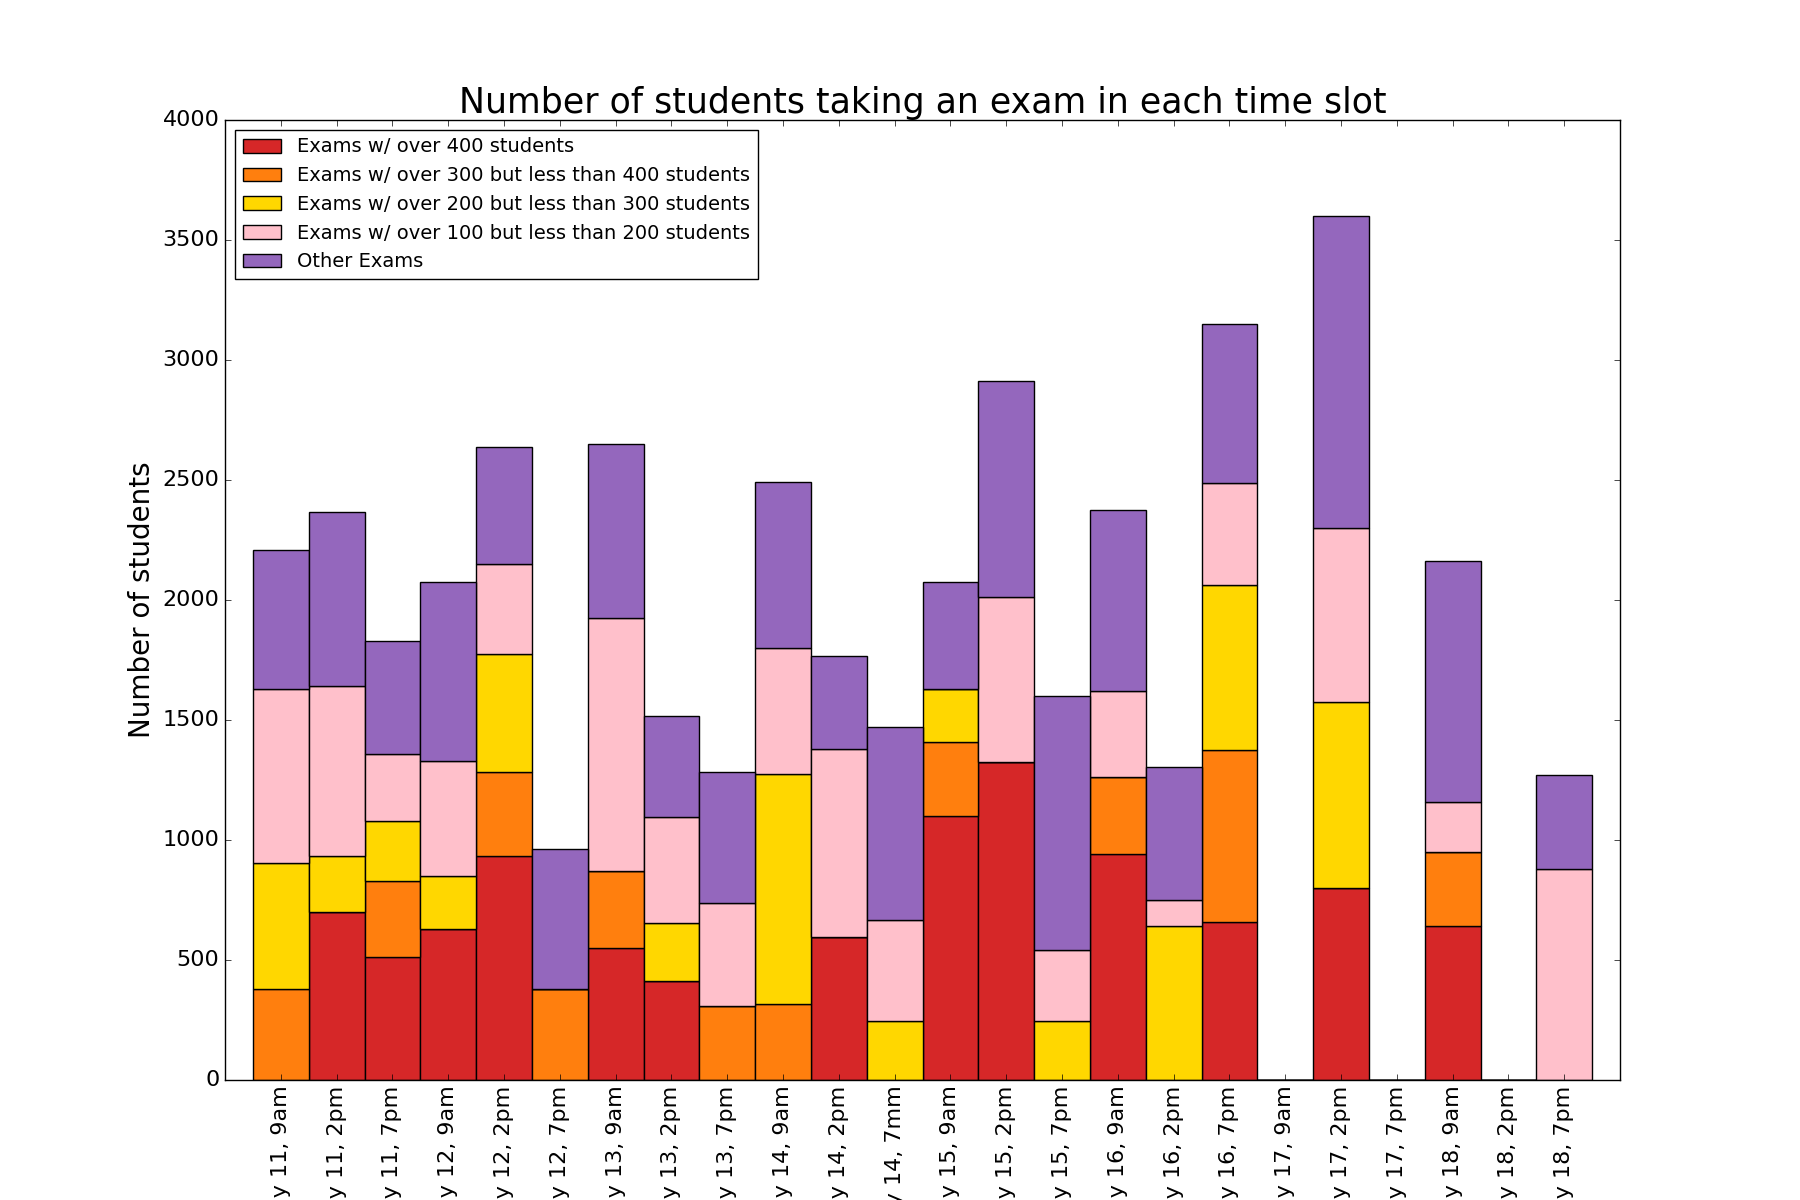 Number of students taking an exam in each time slot
4000
3500
3000
2500
2000
1500
1000
500
0
Number of students
Exams w/ over 400 students
Exams w/ over 300 but less than 400 students
Exams w/ over 200 but less than 300 students
Exams w/ over 100 but less than 200 students
Other Exams
y 11, 9am
y 11, 2pm
y 11, 7pm
y 12, 9am
y 12, 2pm
y 12, 7pm
y 13, 9am
y 13, 2pm
y 13, 7pm
y 14, 9am
y 14, 2pm
y 14, 7mm
y 15, 9am
y 15, 2pm
y 15, 7pm
y 16, 9am
y 16, 2pm
y 16, 7pm
y 17, 9am
y 17, 2pm
y 17, 7pm
y 18, 9am
y 18, 2pm
y 18, 7pm